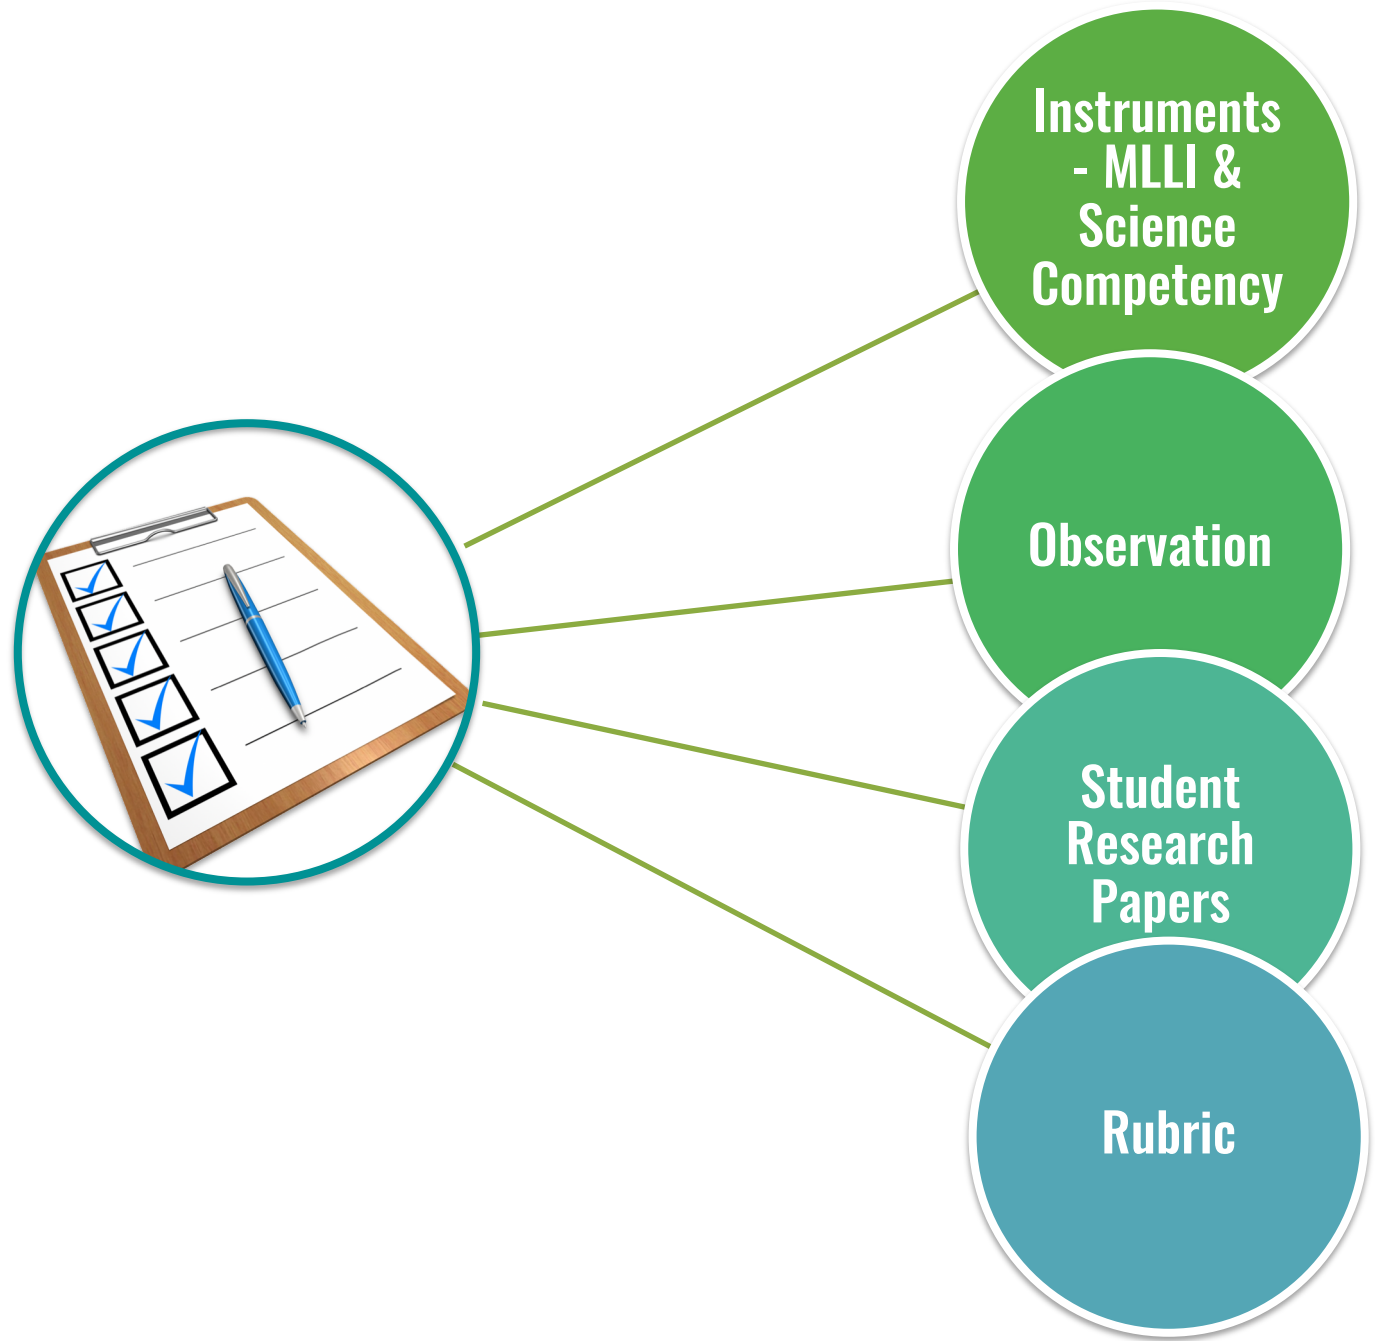 Instruments
- MLLI &
Science
Competency
Observation
Student
Research
Papers
Rubric